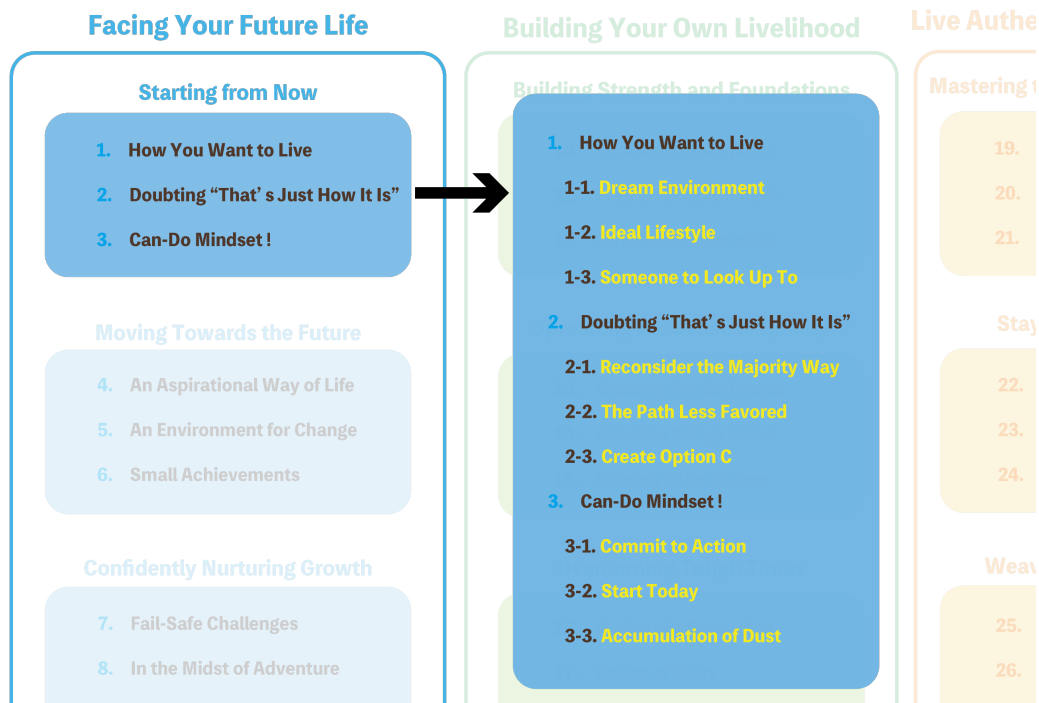 Facing Your Future Life
Starting from Now
1. How You Want to Live
2. Doubting “That’ s Just How It Is”
3. Can-Do Mindset !
Moving Towards the Future
4. An Aspirational Way of Life
5. An Environment for Change
6. Small Achievements
Confidently Nurturing Growth
7. Fail-Safe Challenges
8. In the Midst of Adventure
Building Your Own Livelihood
Building Strength and Foundations
1. How You Want to Live
1-1. Dream Environment
1-2. Ideal Lifestyle
1-3. Someone to Look Up To
2. Doubting “That’ s Just How It Is”
2-1. Reconsider the Majority Way
2-2. The Path Less Favored
2-3. Create Option C
3. Can-Do Mindset !
3-1. Commit to Action
3-2. Start Today
3-3. Accumulation of Dust
Live
Mastering
19.
20.
21.
22.
23.
24.
25.
26.